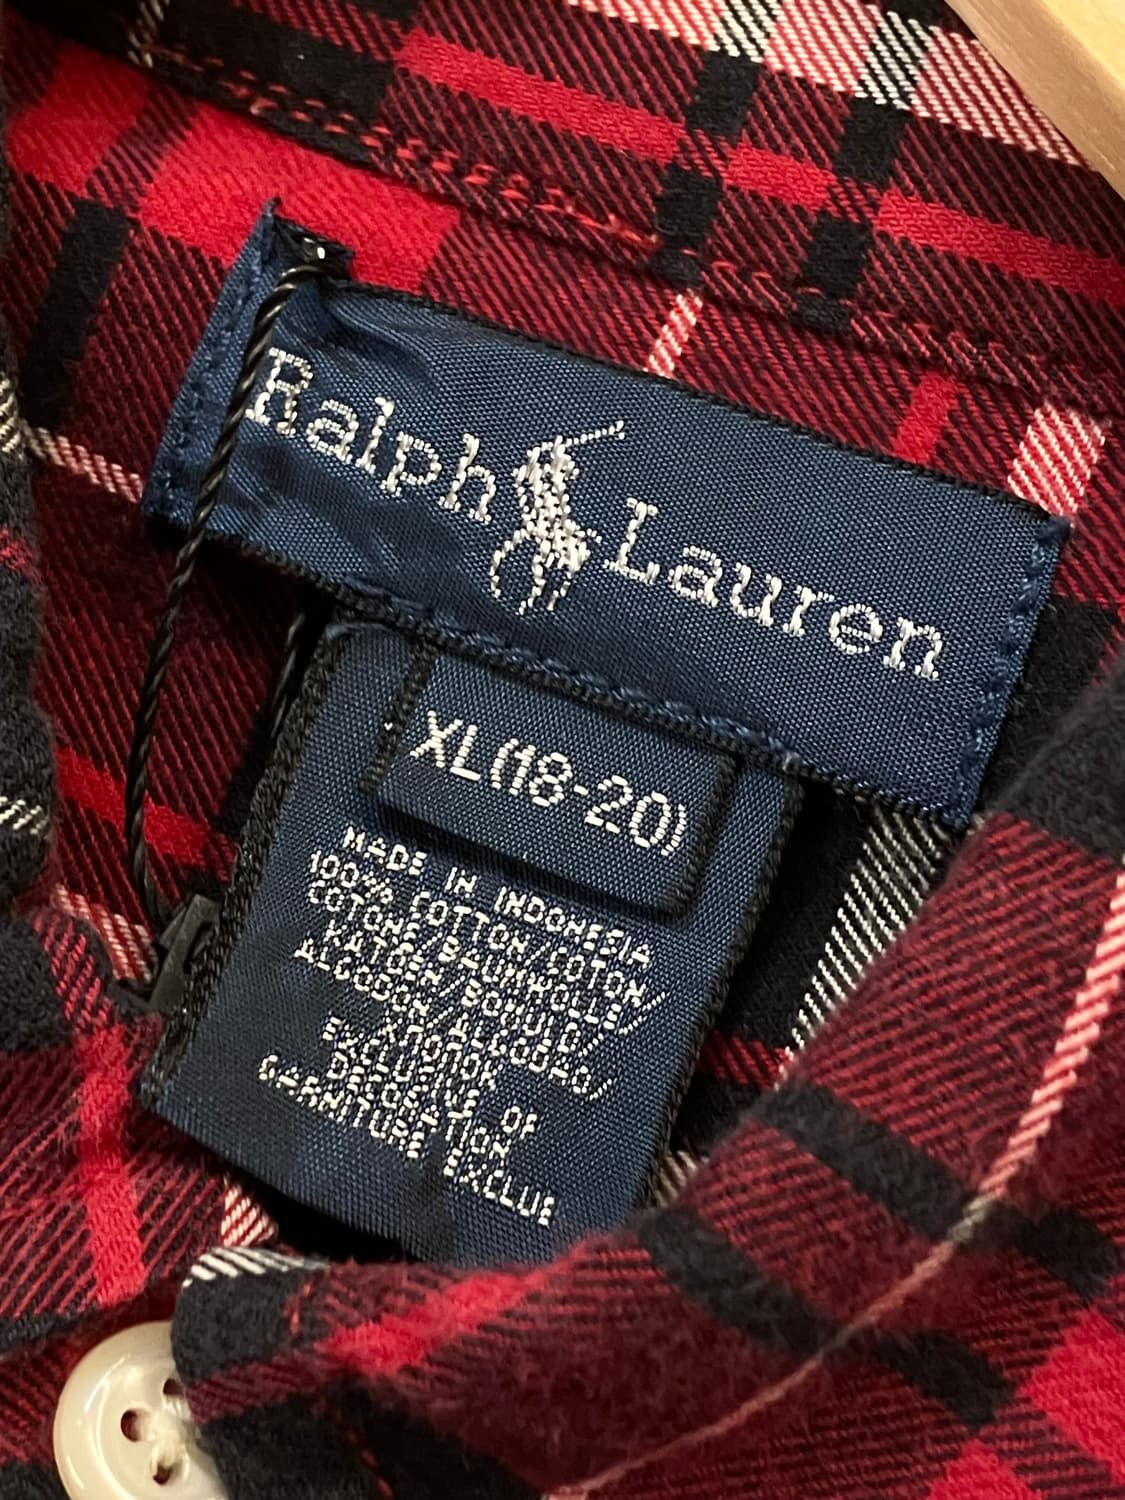 Ralph Lauren
XL(18-20)
MADE IN INDONESIA
100% COTTON/COTON/
COTONE/BAUMWOLLE/
KATOEN/BOMULD/
ALGODON/ALGODAO/
EXCLUSIVE OF
DECORATION
GARNITURE EXCLUE